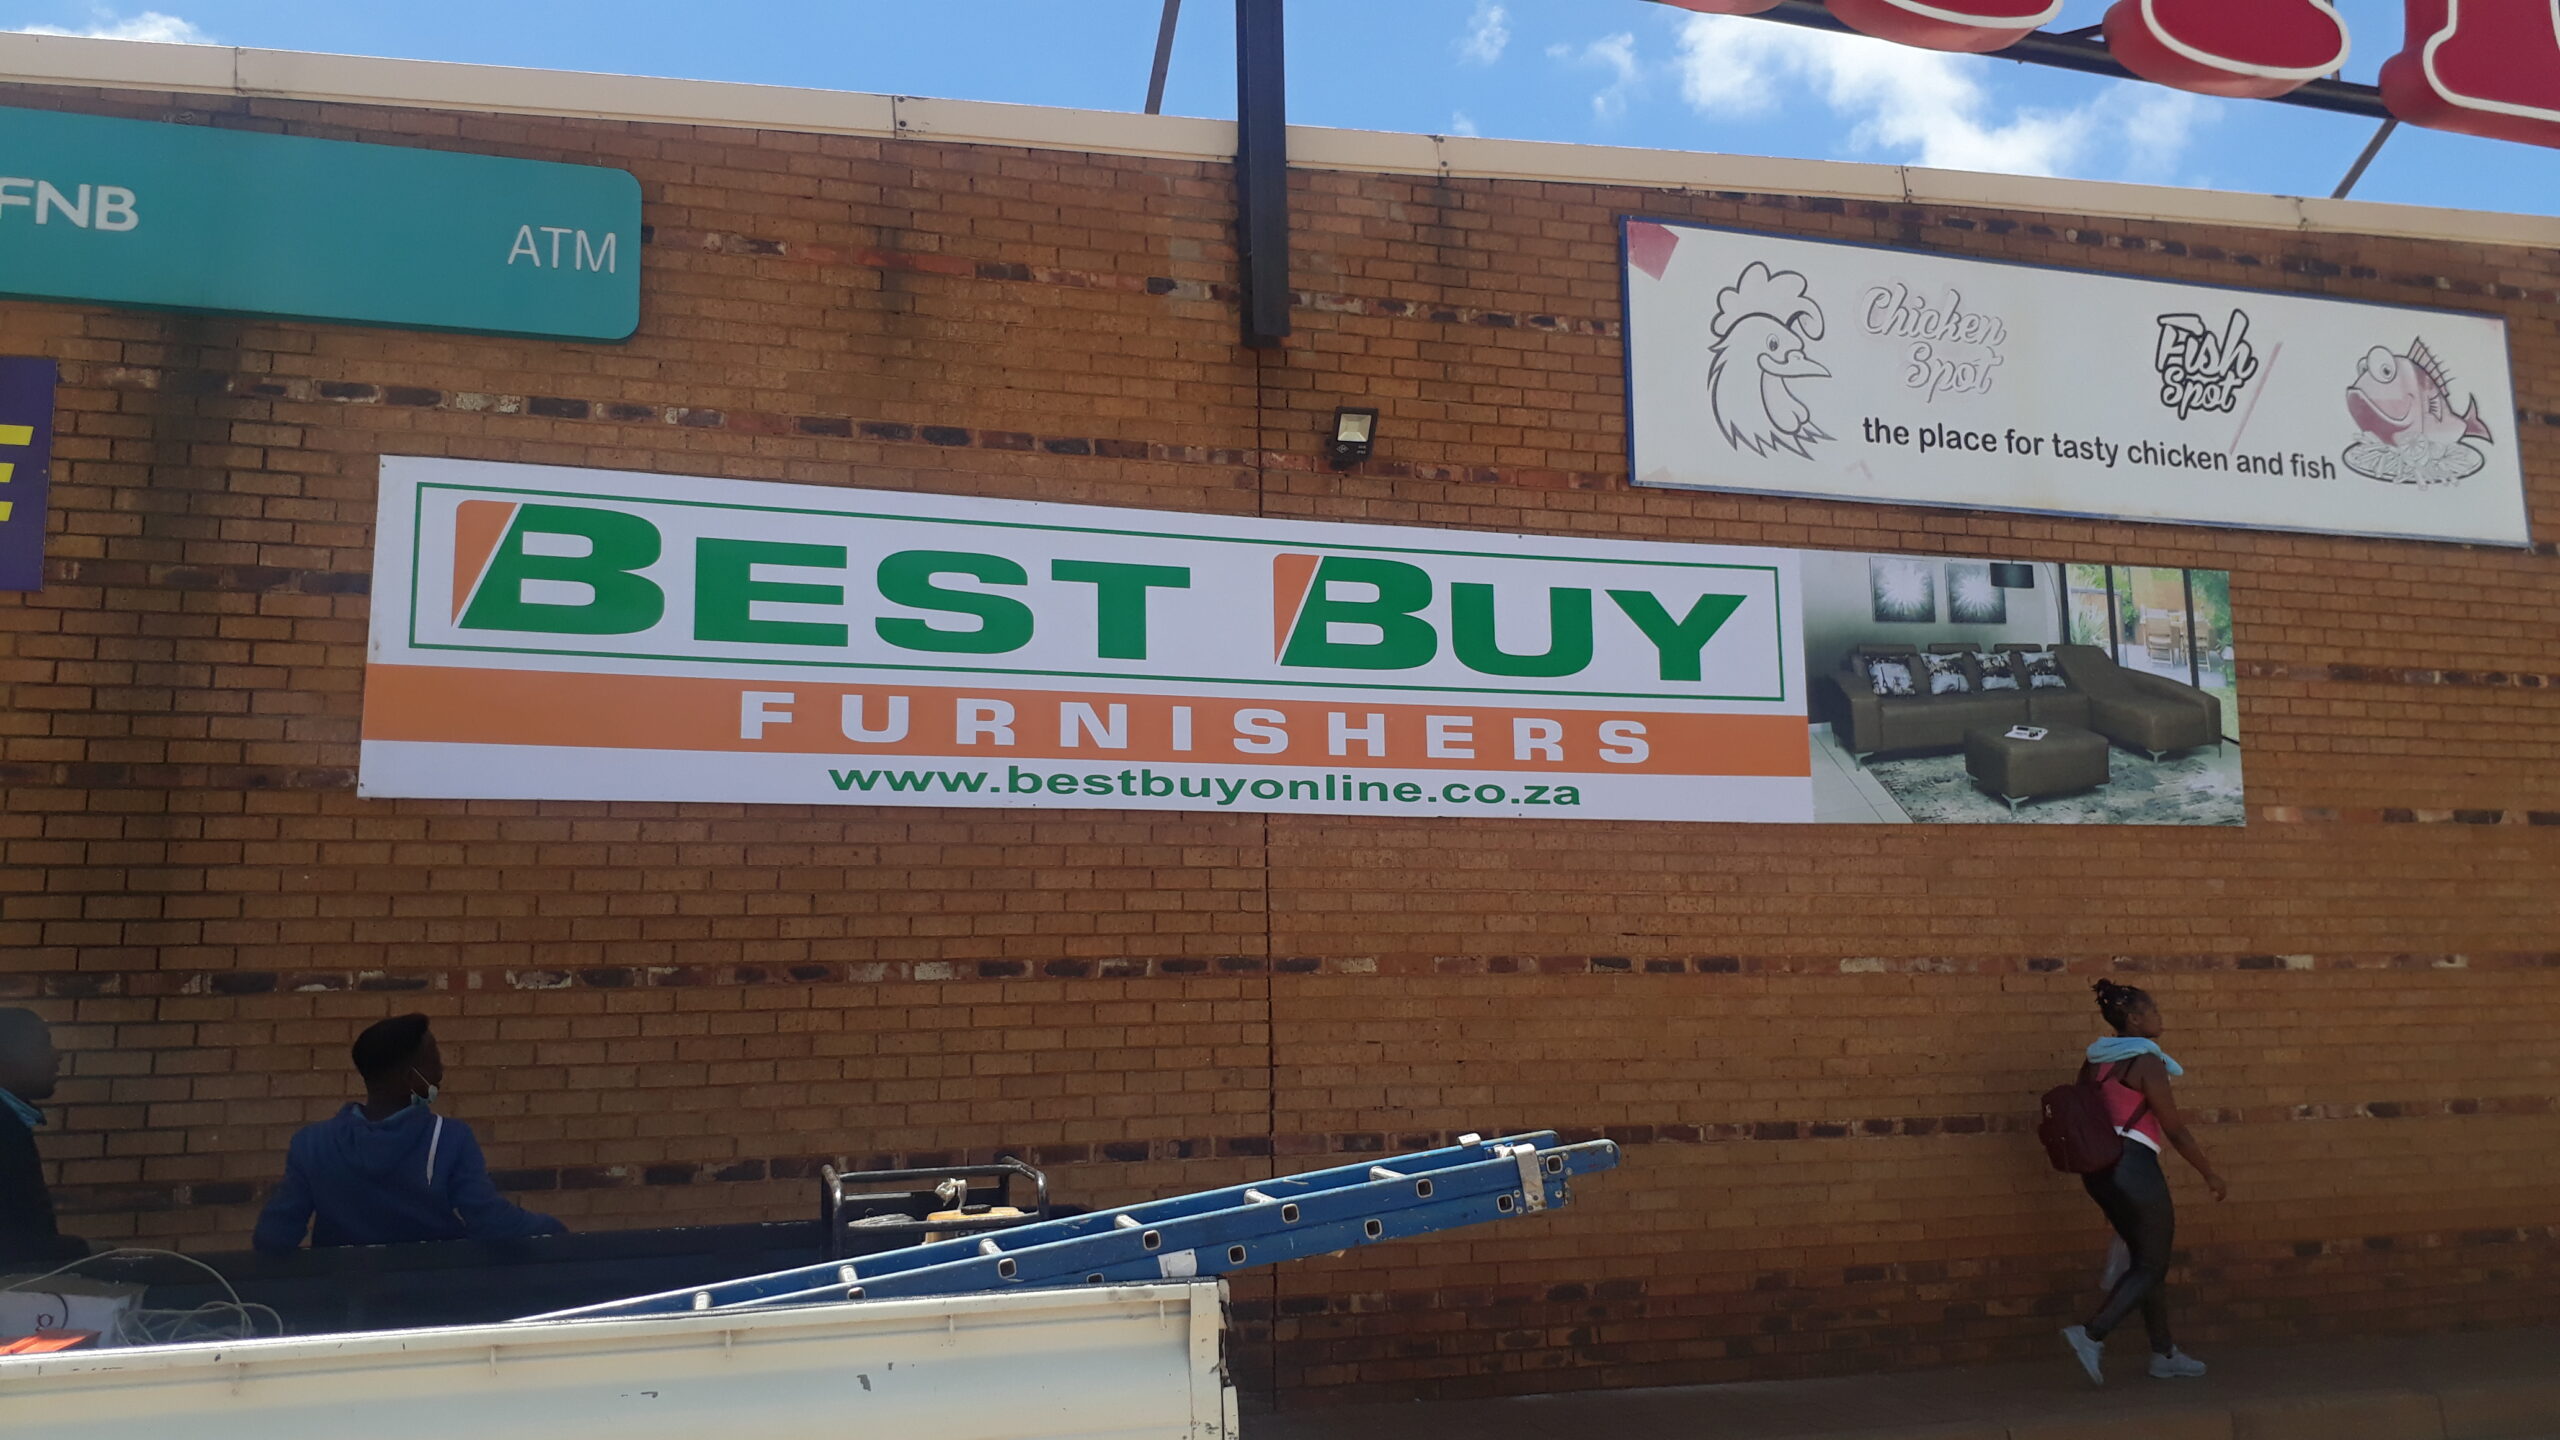 FNB
ATM
Chicken
Spot
Fish
Spot
the place for tasty chicken and fish
BEST BUY
FURNISHERS
www.bestbuyonline.co.za